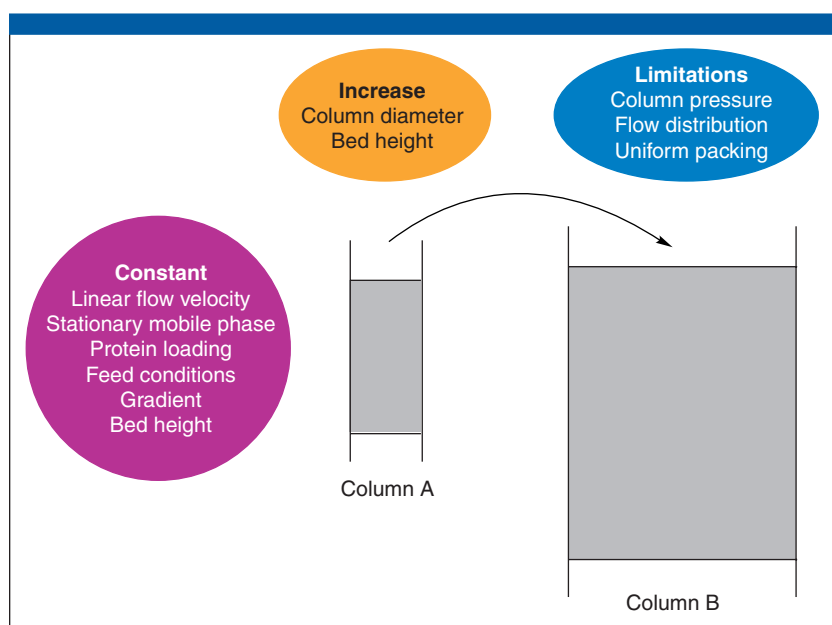 Increase
Column diameter
Bed height
Limitations
Column pressure
Flow distribution
Uniform packing
Constant
Linear flow velocity
Stationary mobile phase
Protein loading
Feed conditions
Gradient
Bed height
Column A
Column B